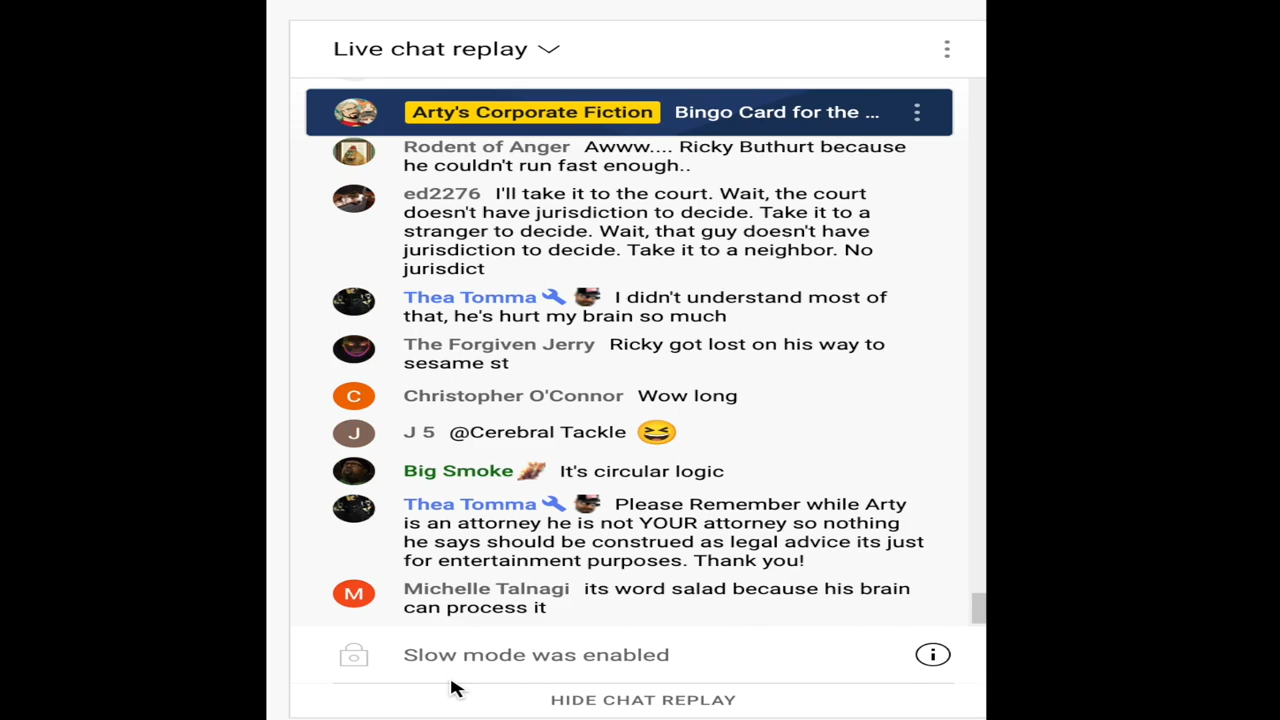 Live chat replay
Arty's Corporate Fiction Bingo Card for the ...
Rodent of Anger Awww.... Ricky Buthurt because
he couldn't run fast enough..
ed2276 I'll take it to the court. Wait, the court
doesn't have jurisdiction to decide. Take it to a
stranger to decide. Wait, that guy doesn't have
jurisdiction to decide. Take it to a neighbor. No
jurisdict
Thea Tomma I didn't understand most of
that, he's hurt my brain so much
The Forgiven Jerry Ricky got lost on his way to
sesame st
C Christopher O'Connor Wow long
J J 5 @Cerebral Tackle 😆
Big Smoke It's circular logic
Thea Tomma Please Remember while Arty
is an attorney he is not YOUR attorney so nothing
he says should be construed as legal advice its just
for entertainment purposes. Thank you!
M Michelle Talnagi its word salad because his brain
can process it
Slow mode was enabled
HIDE CHAT REPLAY